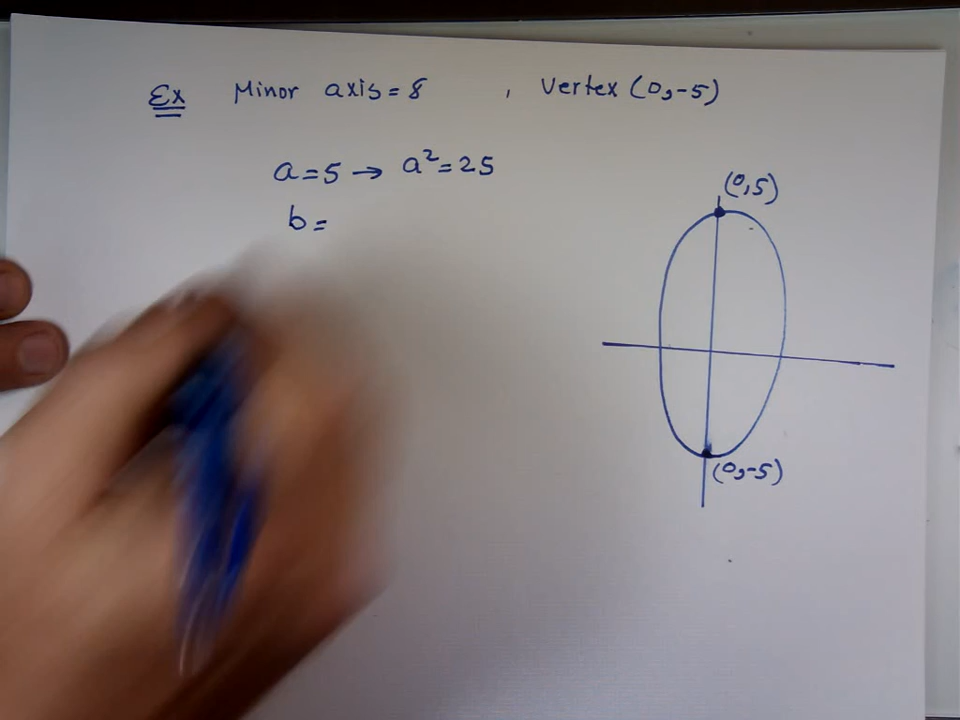 Ex Minor axis = 8 , Vertex (0,-5)
a = 5 → a² = 25
b =
(0,5)
(0,-5)